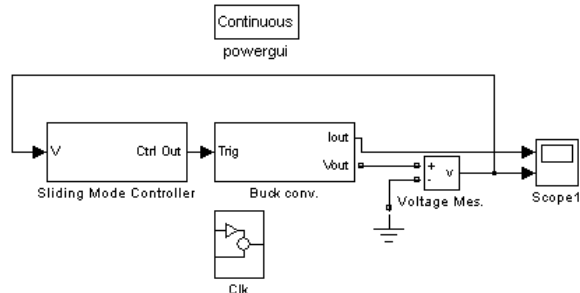 Continuous
powergui
V
Ctrl Out
Sliding Mode Controller
Trig
Iout
Vout
Buck conv.
+
-
v
Voltage Mes.
Scope1
Clk